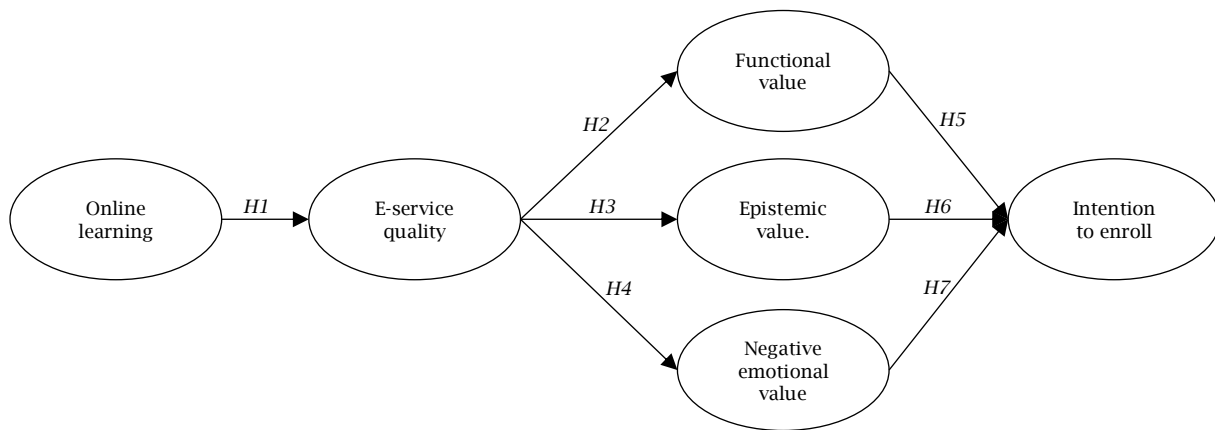 Functional
value
H2
H5
Online
learning
H1
E-service
quality
H3
Epistemic
value.
H6
Intention
to enroll
H4
H7
Negative
emotional
value